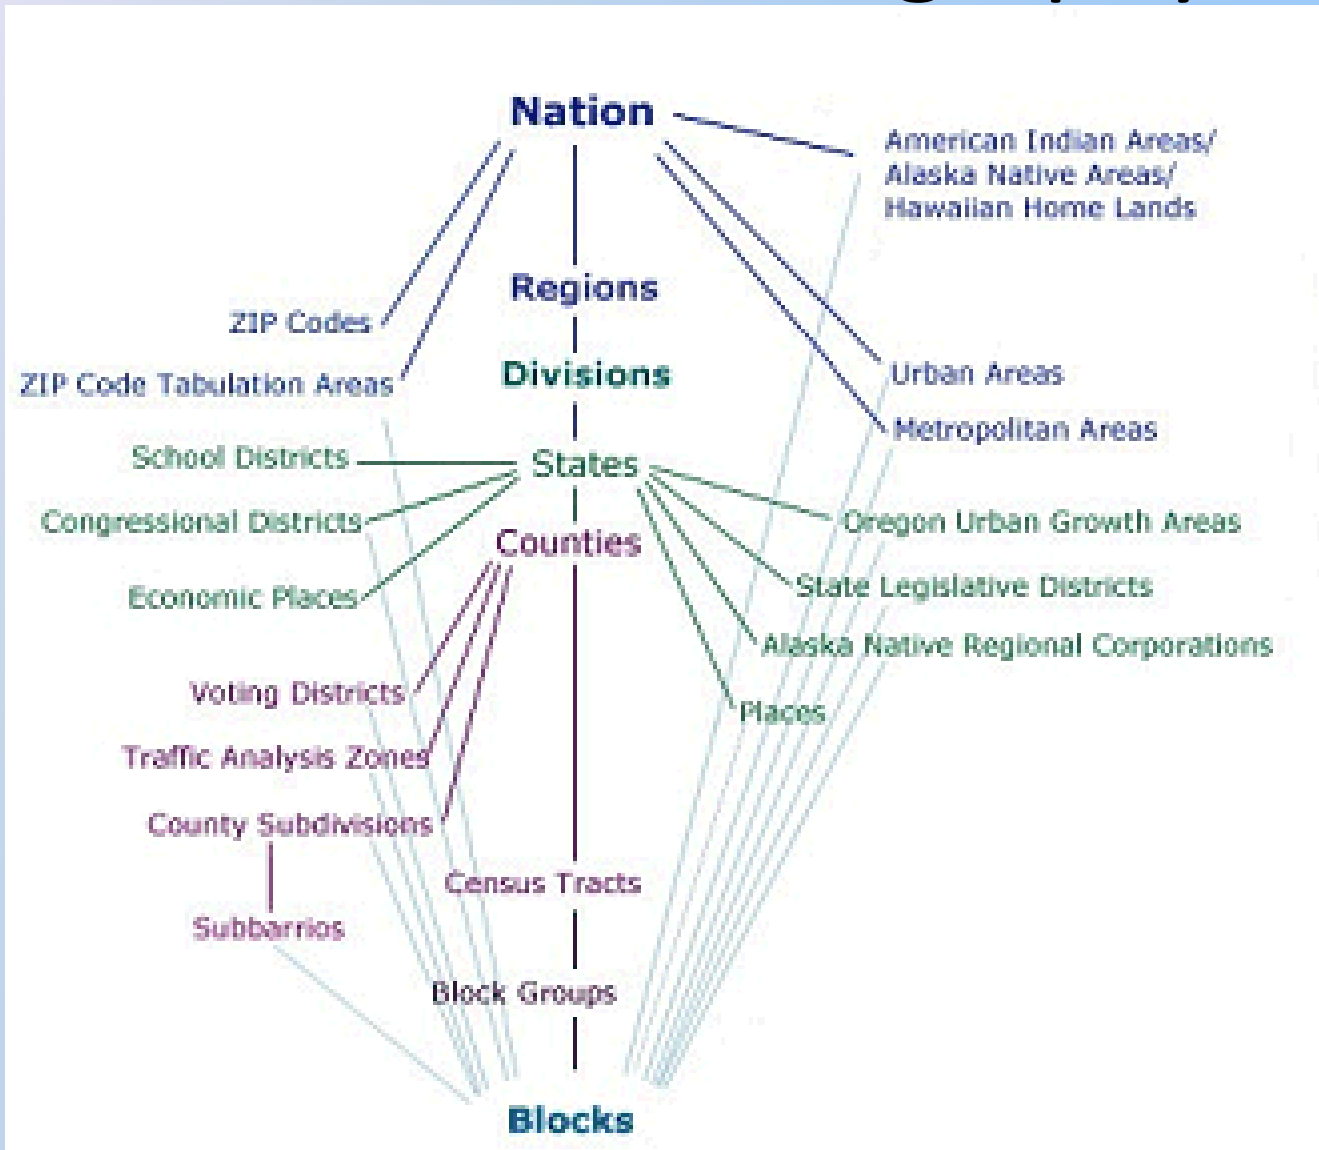 Nation
American Indian Areas/
Alaska Native Areas/
Hawaiian Home Lands
Regions
ZIP Codes
Divisions
Urban Areas
ZIP Code Tabulation Areas
Metropolitan Areas
School Districts
States
Congressional Districts
Oregon Urban Growth Areas
Counties
State Legislative Districts
Economic Places
Alaska Native Regional Corporations
Voting Districts
Places
Traffic Analysis Zones
County Subdivisions
Census Tracts
Subbarrios
Block Groups
Blocks